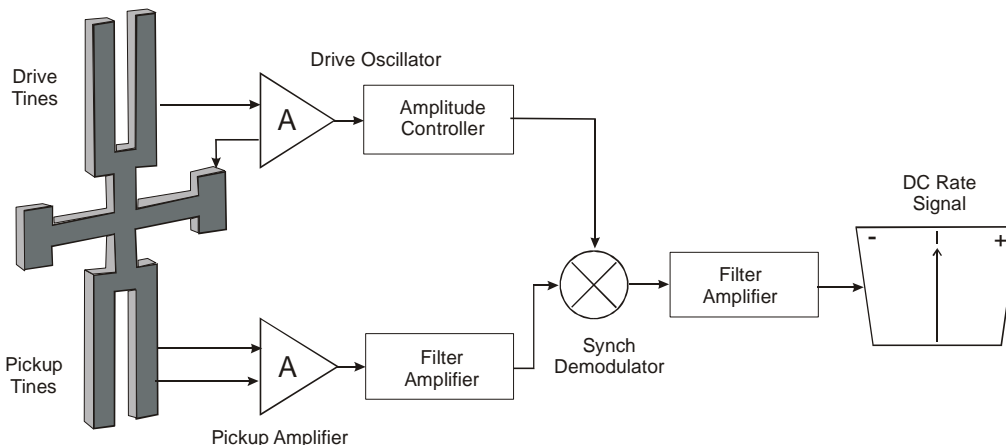 Drive
Tines
Drive Oscillator
A
Amplitude
Controller
DC Rate
Signal
- +
Filter
Amplifier
Synch
Demodulator
Pickup
Tines
A
Filter
Amplifier
Pickup Amplifier